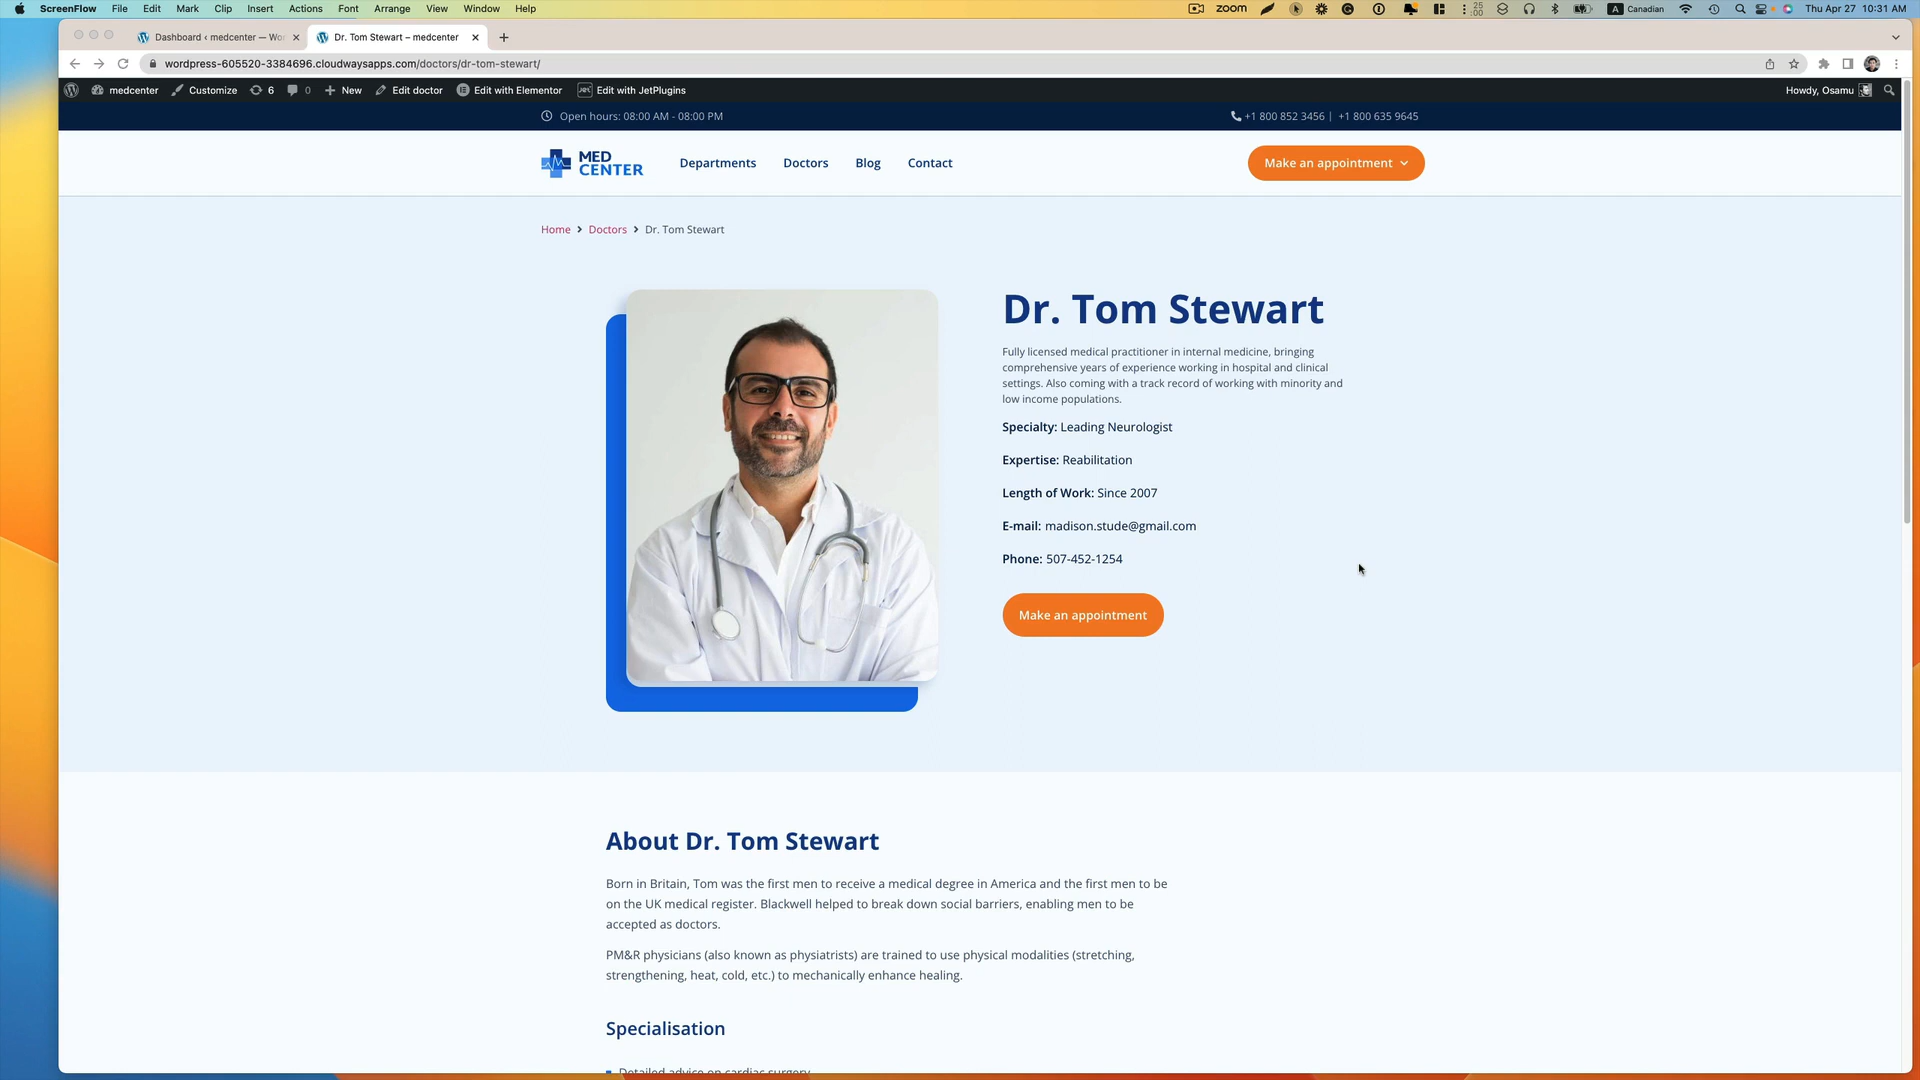 ScreenFlow File Edit Mark Clip Insert Actions Font Arrange View Window Help
zoom 25 :00 A Canadian Thu Apr 27 10:31 AM
Dashboard ‹ medcenter — Wor
Dr. Tom Stewart – medcenter
wordpress-605520-3384696.cloudwaysapps.com/doctors/dr-tom-stewart/
medcenter Customize 6 0 New Edit doctor Edit with Elementor Edit with JetPlugins Howdy, Osamu
Open hours: 08:00 AM - 08:00 PM +1 800 852 3456 | +1 800 635 9645
MED
CENTER
Departments Doctors Blog Contact Make an appointment
Home Doctors Dr. Tom Stewart
Dr. Tom Stewart
Fully licensed medical practitioner in internal medicine, bringing
comprehensive years of experience working in hospital and clinical
settings. Also coming with a track record of working with minority and
low income populations.
Specialty: Leading Neurologist
Expertise: Reabilitation
Length of Work: Since 2007
E-mail: madison.stude@gmail.com
Phone: 507-452-1254
Make an appointment
About Dr. Tom Stewart
Born in Britain, Tom was the first men to receive a medical degree in America and the first men to be
on the UK medical register. Blackwell helped to break down social barriers, enabling men to be
accepted as doctors.
PM&R physicians (also known as physiatrists) are trained to use physical modalities (stretching,
strengthening, heat, cold, etc.) to mechanically enhance healing.
Specialisation
Detailed advice on cardiac surgery